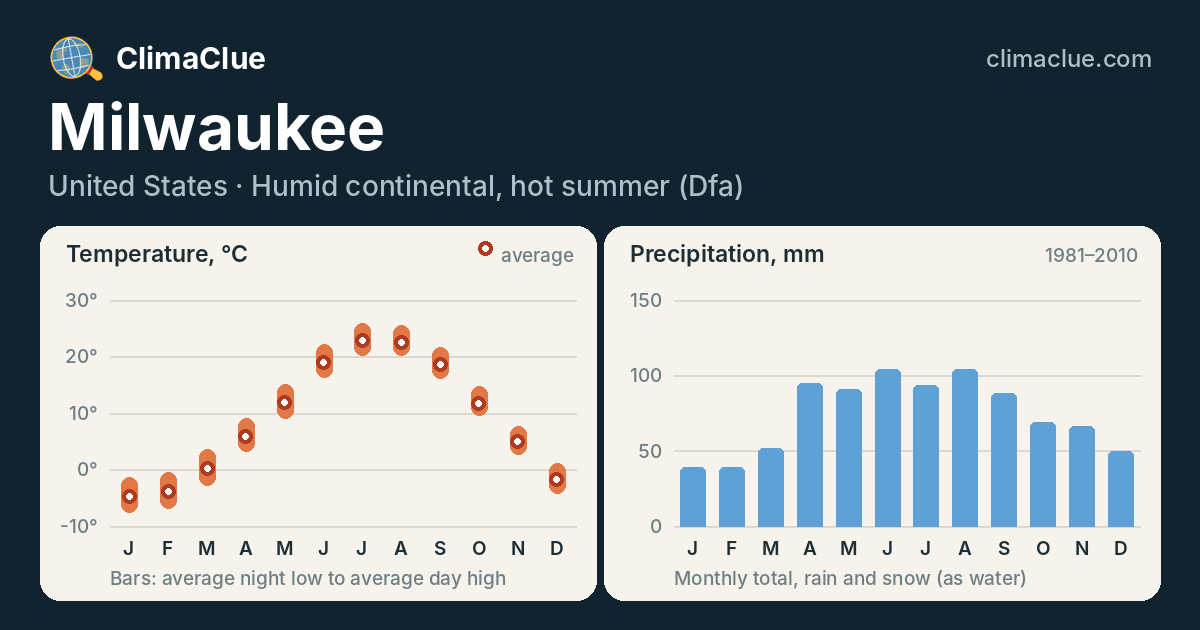 ClimaClue
climaclue.com
Milwaukee
United States · Humid continental, hot summer (Dfa)
Temperature, °C
average
30°
20°
10°
0°
-10°
J F M A M J J A S O N D
Bars: average night low to average day high
Precipitation, mm
1981–2010
150
100
50
0
J F M A M J J A S O N D
Monthly total, rain and snow (as water)